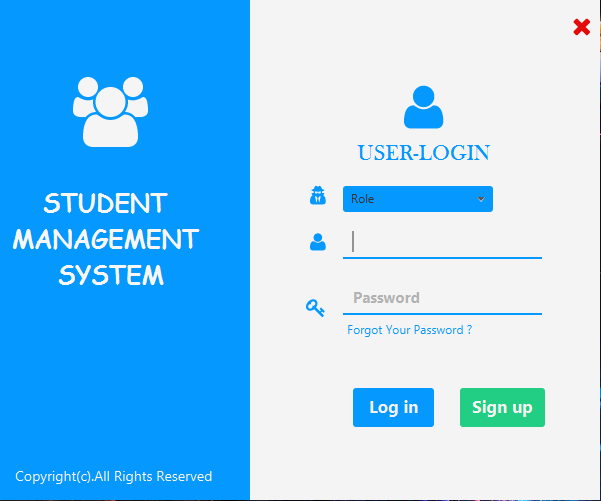 STUDENT
MANAGEMENT
SYSTEM
Copyright(c).All Rights Reserved
USER-LOGIN
Role
Password
Forgot Your Password ?
Log in
Sign up